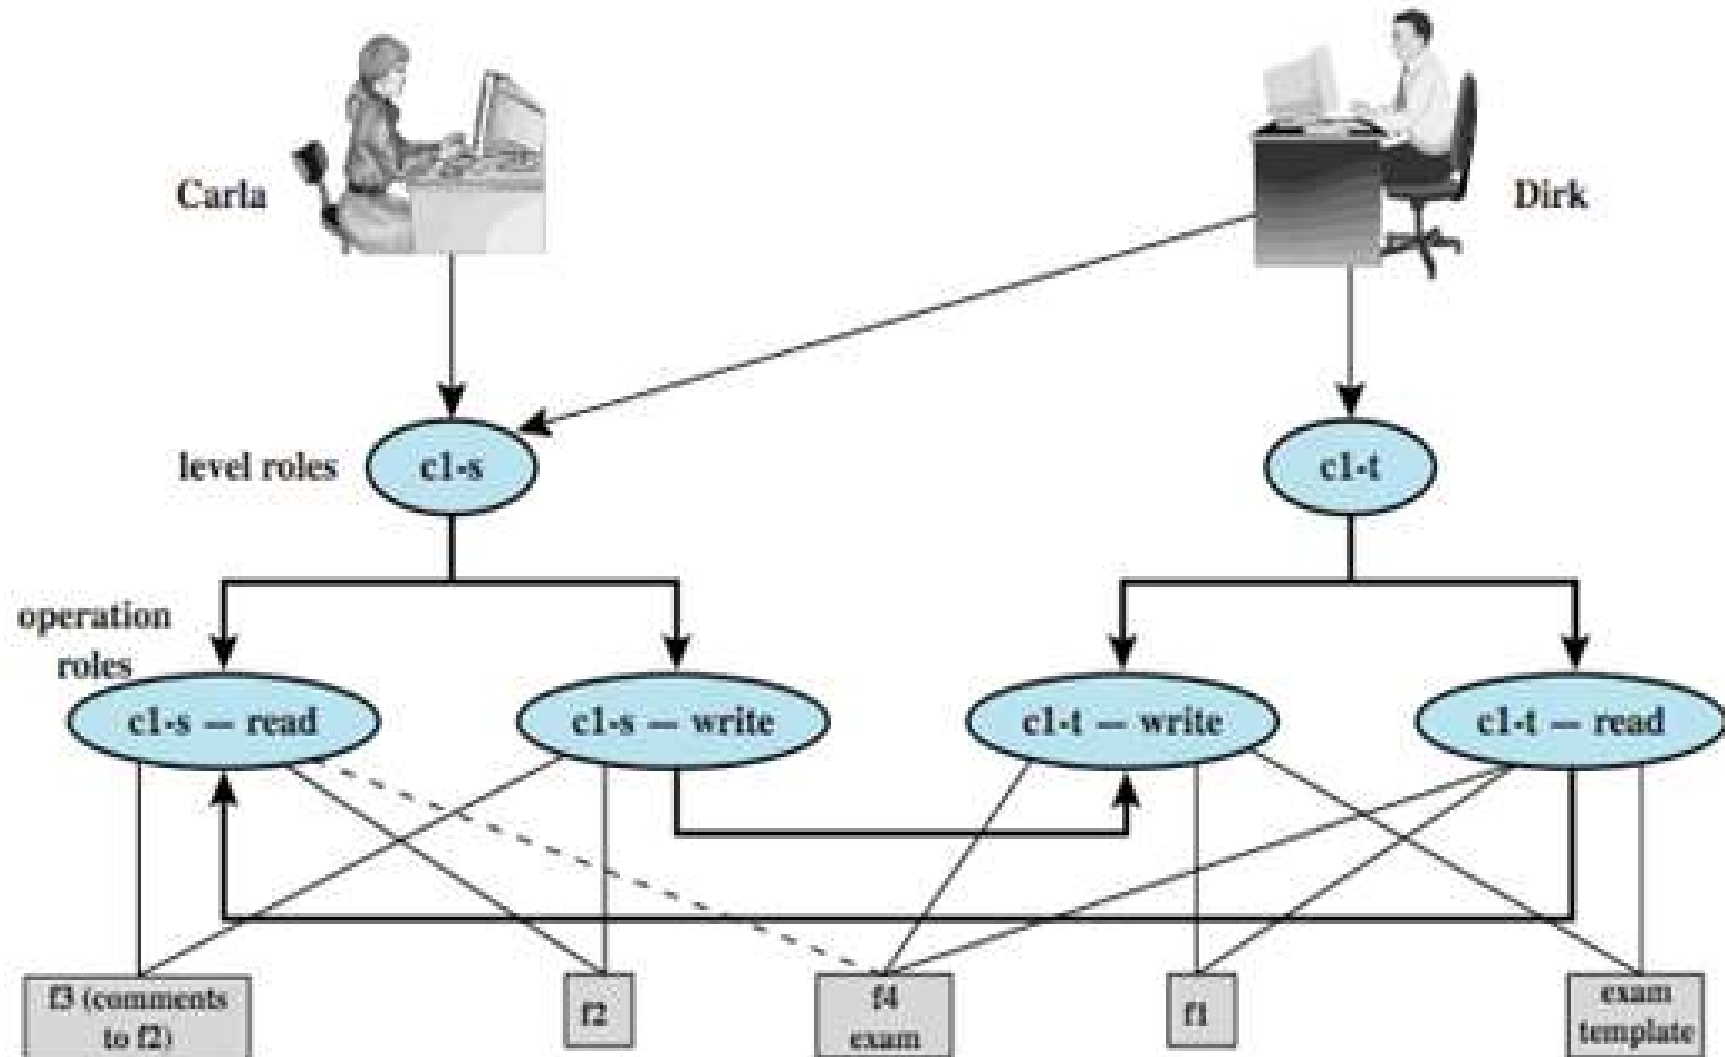 Carla
Dirk
level roles
c1-s
c1-t
operation
roles
c1-s — read
c1-s — write
c1-t — write
c1-t — read
f3 (comments
to f2)
f2
f4
exam
f1
exam
template